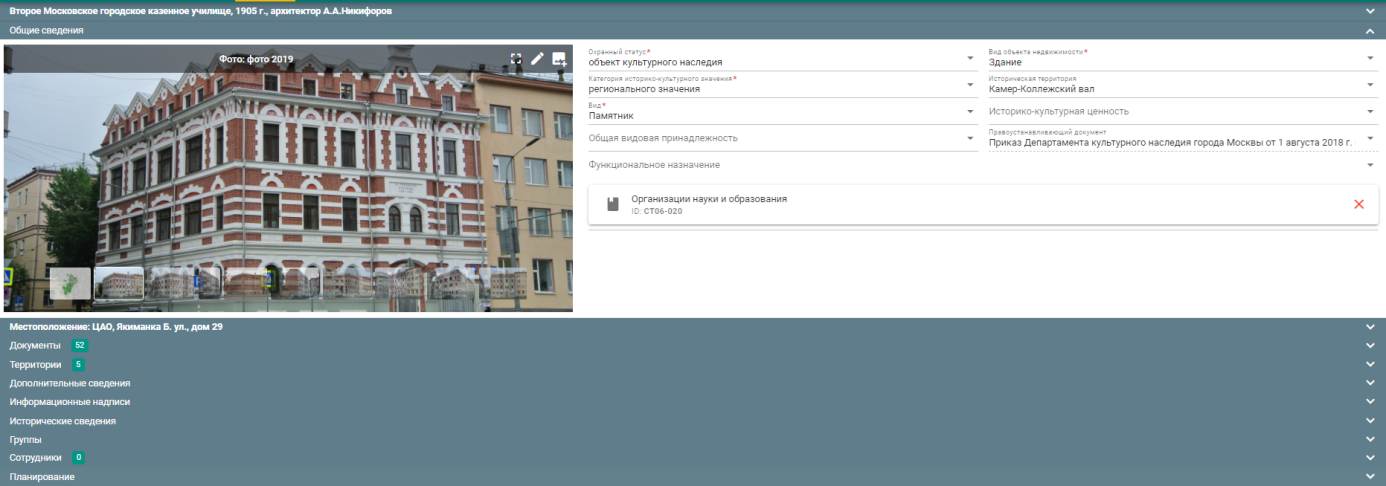 Второе Московское городское казенное училище, 1905 г., архитектор А.А.Никифоров
Общие сведения
Фото: фото 2019
Охранный статус*
объект культурного наследия
Вид объекта недвижимости*
Здание
Категория историко-культурного значения*
регионального значения
Историческая территория
Камер-Коллежский вал
Вид*
Памятник
Историко-культурная ценность
Общая видовая принадлежность
Правоустанавливающий документ
Приказ Департамента культурного наследия города Москвы от 1 августа 2018 г.
Функциональное назначение
Организации науки и образования
ID: СТ06-020
Местоположение: ЦАО, Якиманка Б. ул., дом 29
Документы 52
Территории 5
Дополнительные сведения
Информационные надписи
Исторические сведения
Группы
Сотрудники 0
Планирование